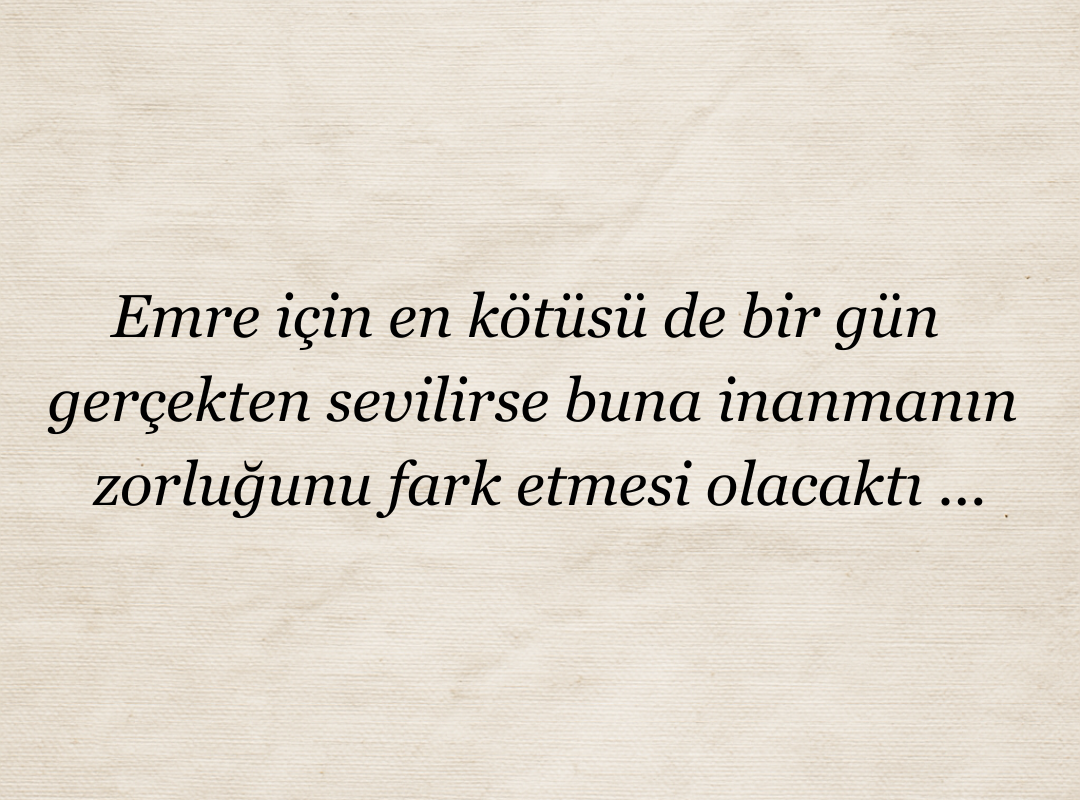 Emre için en kötüsü de bir gün
gerçekten sevilirse buna inanmanın
zorluğunu fark etmesi olacaktı ...